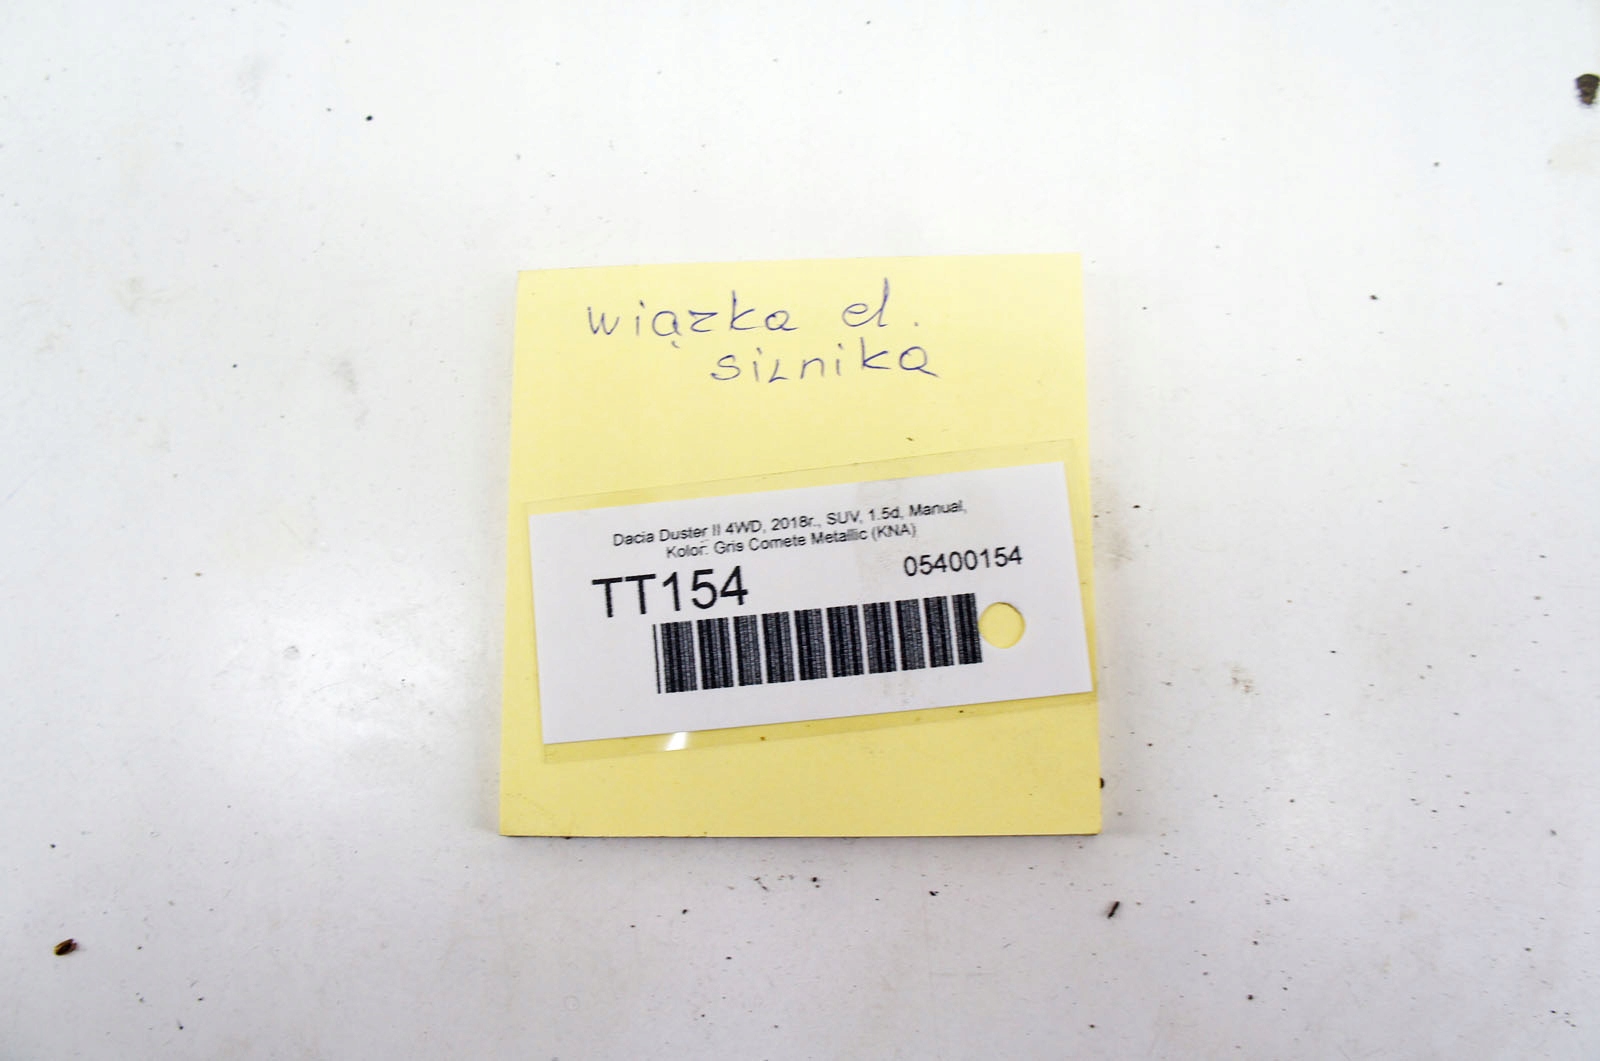 wiązka el.
silnika
Dacia Duster II 4WD, 2018r., SUV, 1.5d, Manual,
Kolor: Gris Comete Metallic (KNA)
TT154
05400154